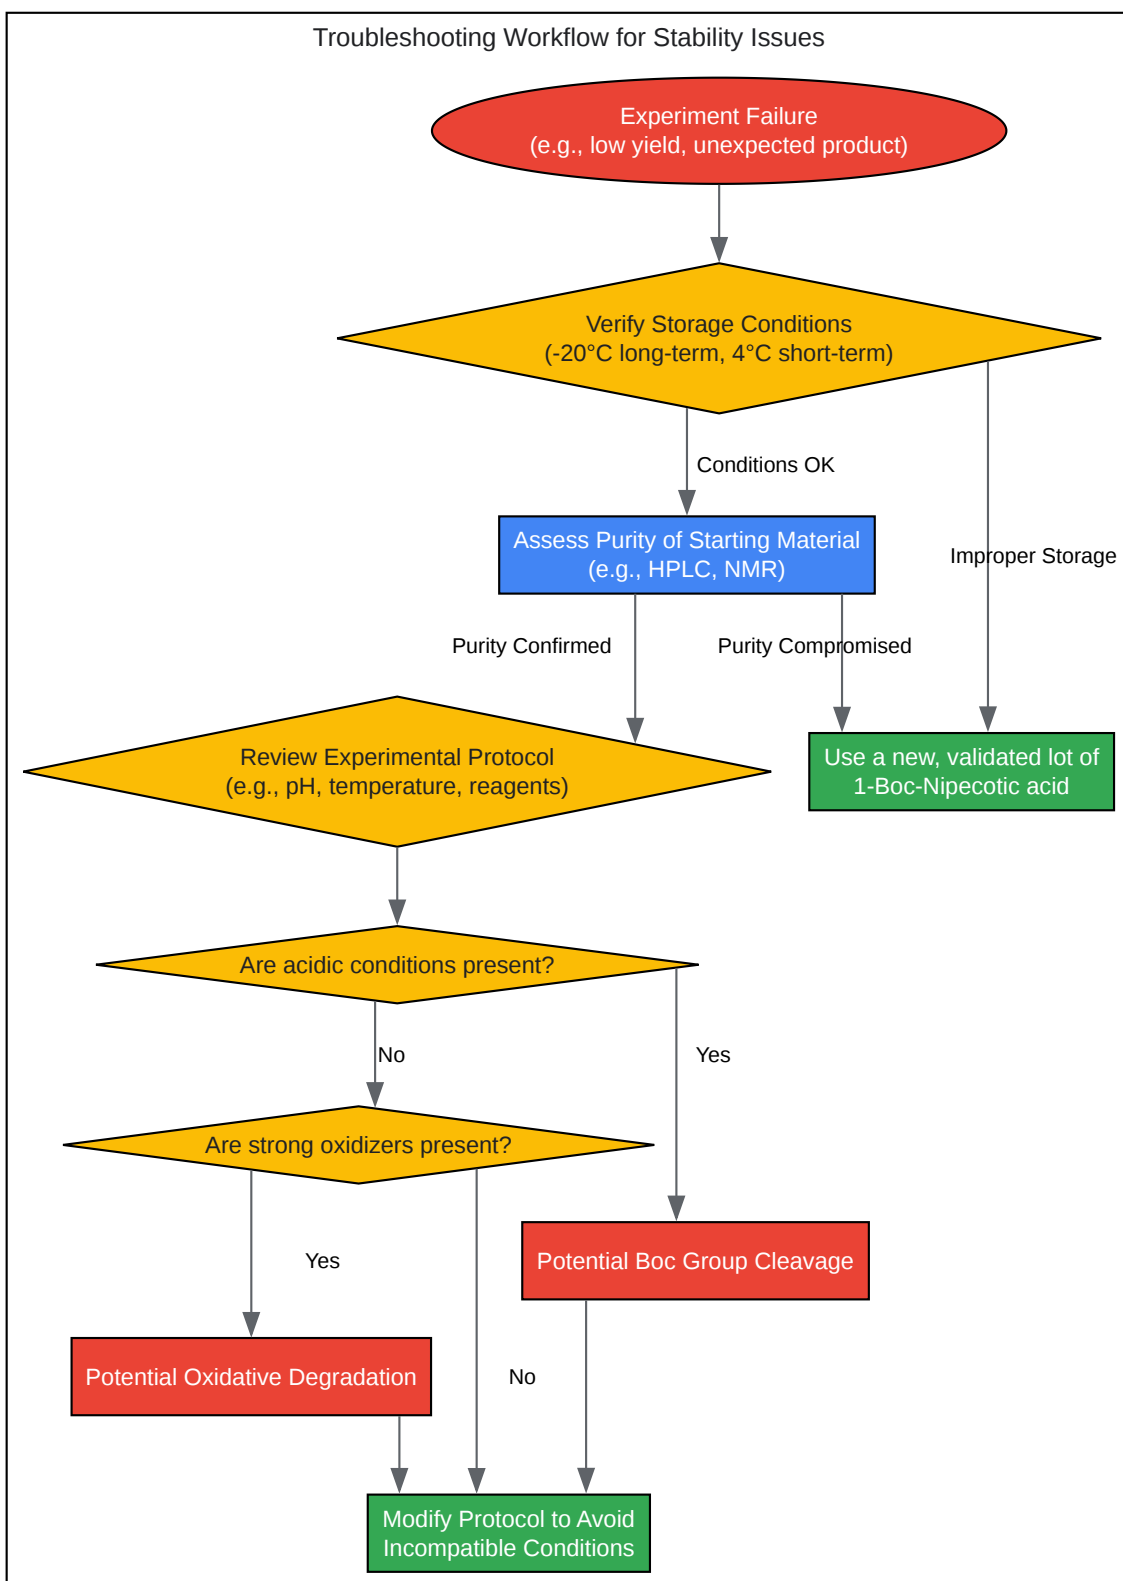 Troubleshooting Workflow for Stability Issues
Experiment Failure
(e.g., low yield, unexpected product)
Verify Storage Conditions
(-20°C long-term, 4°C short-term)
Conditions OK
Assess Purity of Starting Material
(e.g., HPLC, NMR)
Improper Storage
Purity Confirmed
Purity Compromised
Review Experimental Protocol
(e.g., pH, temperature, reagents)
Use a new, validated lot of
1-Boc-Nipecotic acid
Are acidic conditions present?
No
Yes
Are strong oxidizers present?
Yes
Potential Boc Group Cleavage
Potential Oxidative Degradation
No
Modify Protocol to Avoid
Incompatible Conditions